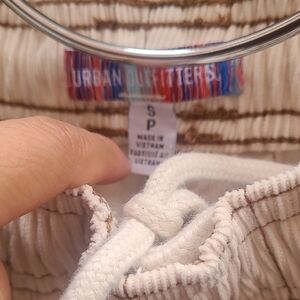 URBAN OUTFITTERS.
S
P
MADE IN
VIETNAM
FABRIQUÉ AU
VIETNAM